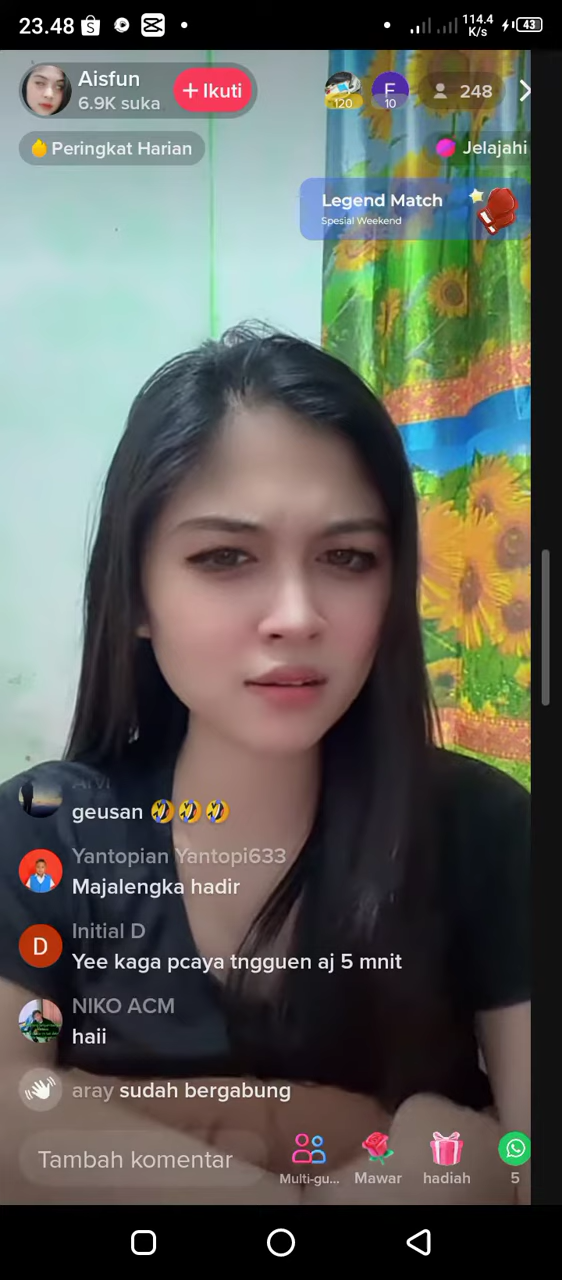 23.48
114.4
K/s
43
Aisfun
6.9K suka
+ Ikuti
120
F
10
248
Peringkat Harian
Jelajahi
Legend Match
Spesial Weekend
Arvi
geusan 🤣🤣🤣
Yantopian Yantopi633
Majalengka hadir
D
Initial D
Yee kaga pcaya tngguen aj 5 mnit
NIKO ACM
haii
aray sudah bergabung
Tambah komentar
Multi-gu...
Mawar
hadiah
5